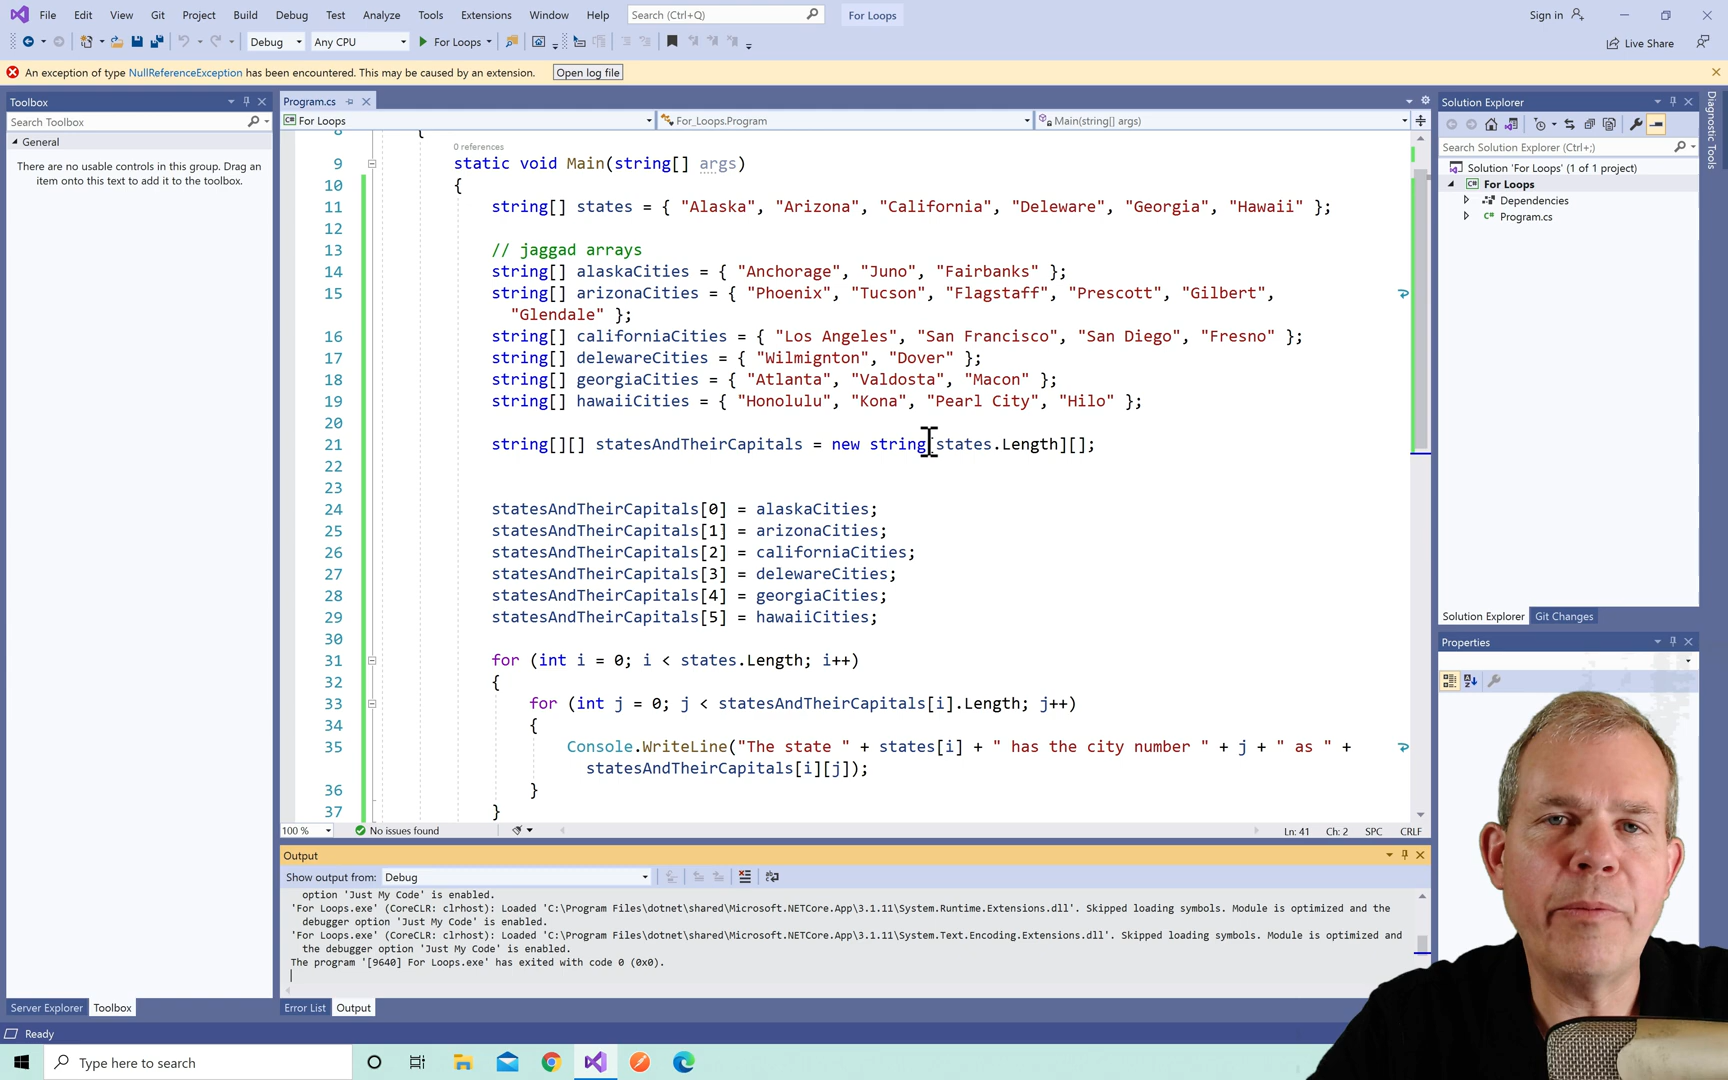 File Edit View Git Project Build Debug Test Analyze Tools Extensions Window Help Search (Ctrl+Q) For Loops Sign in
Debug Any CPU For Loops Live Share
An exception of type NullReferenceException has been encountered. This may be caused by an extension. Open log file
Toolbox
Search Toolbox
General
There are no usable controls in this group. Drag an
item onto this text to add it to the toolbox.
Server Explorer Toolbox
Program.cs
For Loops For_Loops.Program Main(string[] args)
8 {
0 references
9 static void Main(string[] args)
10 {
11 string[] states = { "Alaska", "Arizona", "California", "Deleware", "Georgia", "Hawaii" };
12
13 // jaggad arrays
14 string[] alaskaCities = { "Anchorage", "Juno", "Fairbanks" };
15 string[] arizonaCities = { "Phoenix", "Tucson", "Flagstaff", "Prescott", "Gilbert",
"Glendale" };
16 string[] californiaCities = { "Los Angeles", "San Francisco", "San Diego", "Fresno" };
17 string[] delewareCities = { "Wilmignton", "Dover" };
18 string[] georgiaCities = { "Atlanta", "Valdosta", "Macon" };
19 string[] hawaiiCities = { "Honolulu", "Kona", "Pearl City", "Hilo" };
20
21 string[][] statesAndTheirCapitals = new string[states.Length][];
22
23
24 statesAndTheirCapitals[0] = alaskaCities;
25 statesAndTheirCapitals[1] = arizonaCities;
26 statesAndTheirCapitals[2] = californiaCities;
27 statesAndTheirCapitals[3] = delewareCities;
28 statesAndTheirCapitals[4] = georgiaCities;
29 statesAndTheirCapitals[5] = hawaiiCities;
30
31 for (int i = 0; i < states.Length; i++)
32 {
33 for (int j = 0; j < statesAndTheirCapitals[i].Length; j++)
34 {
35 Console.WriteLine("The state " + states[i] + " has the city number " + j + " as " +
statesAndTheirCapitals[i][j]);
36 }
37 }
100 % No issues found Ln: 41 Ch: 2 SPC CRLF
Output
Show output from: Debug
option 'Just My Code' is enabled.
'For Loops.exe' (CoreCLR: clrhost): Loaded 'C:\Program Files\dotnet\shared\Microsoft.NETCore.App\3.1.11\System.Runtime.Extensions.dll'. Skipped loading symbols. Module is optimized and the
debugger option 'Just My Code' is enabled.
'For Loops.exe' (CoreCLR: clrhost): Loaded 'C:\Program Files\dotnet\shared\Microsoft.NETCore.App\3.1.11\System.Text.Encoding.Extensions.dll'. Skipped loading symbols. Module is optimized and
the debugger option 'Just My Code' is enabled.
The program '[9640] For Loops.exe' has exited with code 0 (0x0).
Error List Output
Solution Explorer
Search Solution Explorer (Ctrl+;)
Solution 'For Loops' (1 of 1 project)
For Loops
Dependencies
Program.cs
Solution Explorer Git Changes
Properties
Diagnostic Tools
Ready
Type here to search